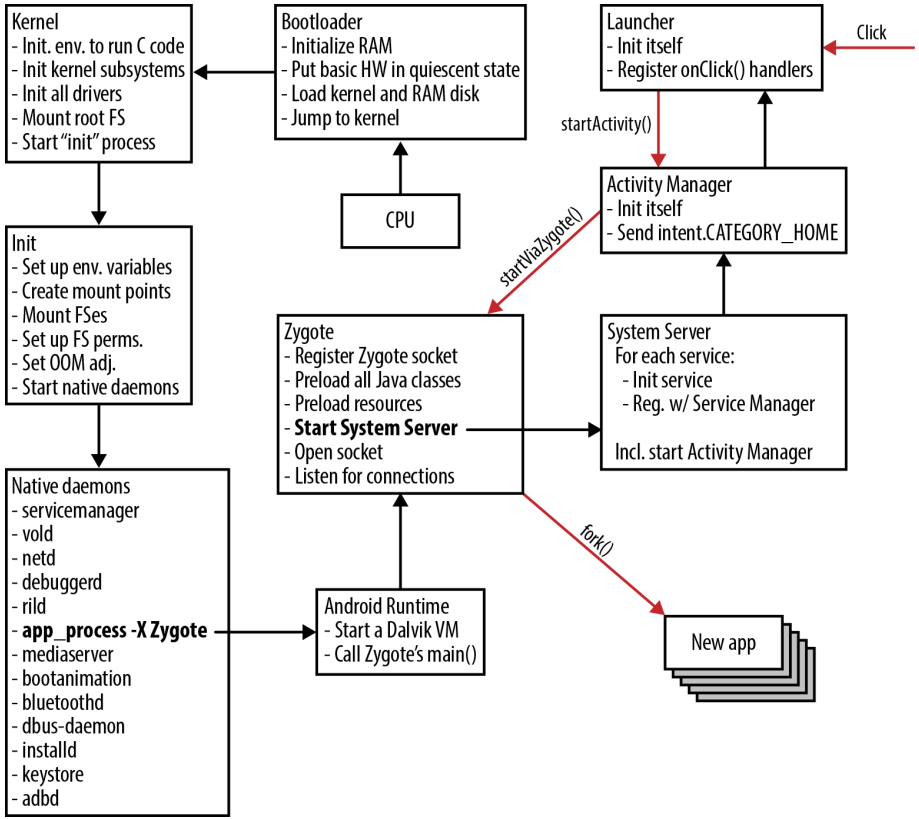 Kernel
- Init. env. to run C code
- Init kernel subsystems
- Init all drivers
- Mount root FS
- Start “init” process
Bootloader
- Initialize RAM
- Put basic HW in quiescent state
- Load kernel and RAM disk
- Jump to kernel
Launcher
- Init itself
- Register onClick() handlers
Click
startActivity()
CPU
Activity Manager
- Init itself
- Send intent.CATEGORY_HOME
startViaZygote()
Init
- Set up env. variables
- Create mount points
- Mount FSes
- Set up FS perms.
- Set OOM adj.
- Start native daemons
Zygote
- Register Zygote socket
- Preload all Java classes
- Preload resources
- Start System Server
- Open socket
- Listen for connections
System Server
For each service:
- Init service
- Reg. w/ Service Manager
Incl. start Activity Manager
Native daemons
- servicemanager
- vold
- netd
- debuggerd
- rild
- app_process -X Zygote
- mediaserver
- bootanimation
- bluetoothd
- dbus-daemon
- installd
- keystore
- adbd
Android Runtime
- Start a Dalvik VM
- Call Zygote’s main()
fork()
New app